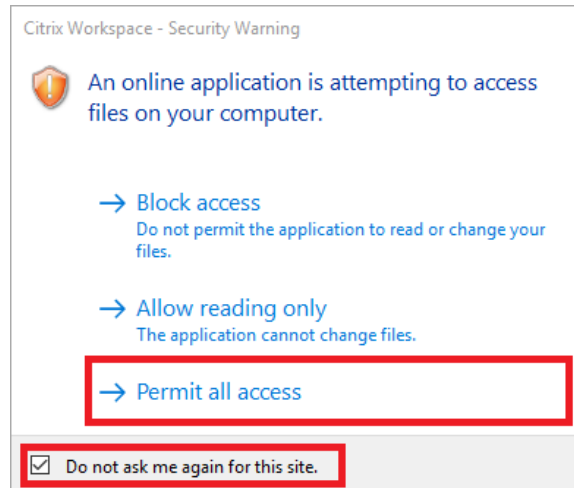 Citrix Workspace - Security Warning
An online application is attempting to access
files on your computer.
Block access
Do not permit the application to read or change your
files.
Allow reading only
The application cannot change files.
Permit all access
Do not ask me again for this site.